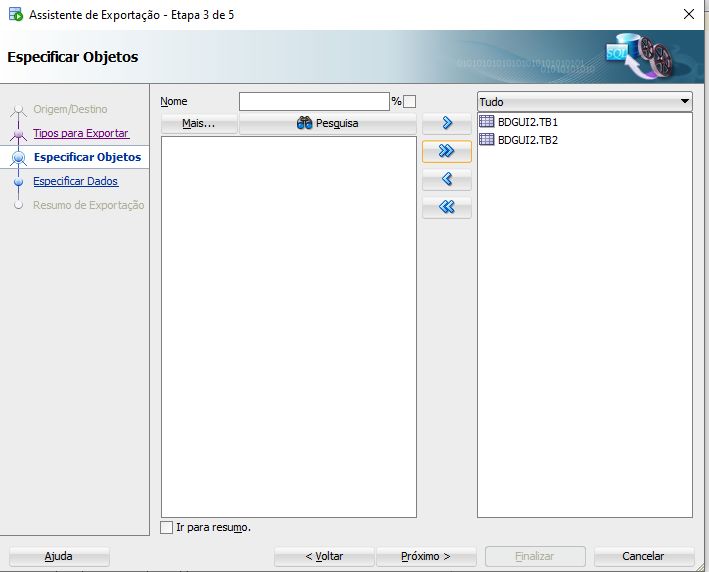 Assistente de Exportação - Etapa 3 de 5
Especificar Objetos
SQL
Origem/Destino
Tipos para Exportar
Especificar Objetos
Especificar Dados
Resumo de Exportação
Nome
%
Mais...
Pesquisa
Tudo
BDGUI2.TB1
BDGUI2.TB2
Ir para resumo.
Ajuda
< Voltar
Próximo >
Finalizar
Cancelar